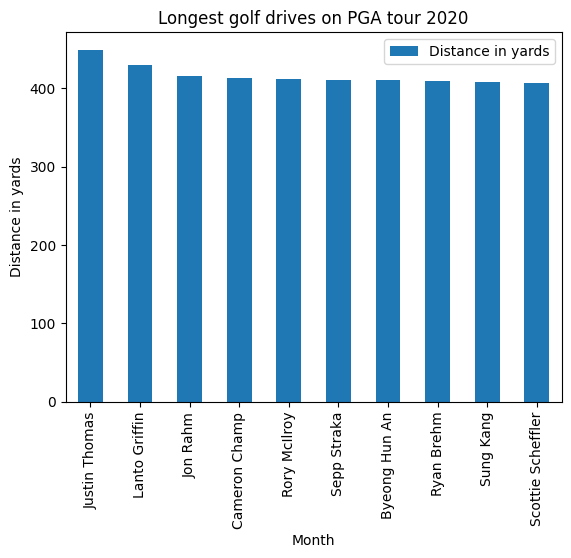 Longest golf drives on PGA tour 2020
Distance in yards
Distance in yards
400
300
200
100
0
Justin Thomas
Lanto Griffin
Jon Rahm
Cameron Champ
Rory McIlroy
Sepp Straka
Byeong Hun An
Ryan Brehm
Sung Kang
Scottie Scheffler
Month